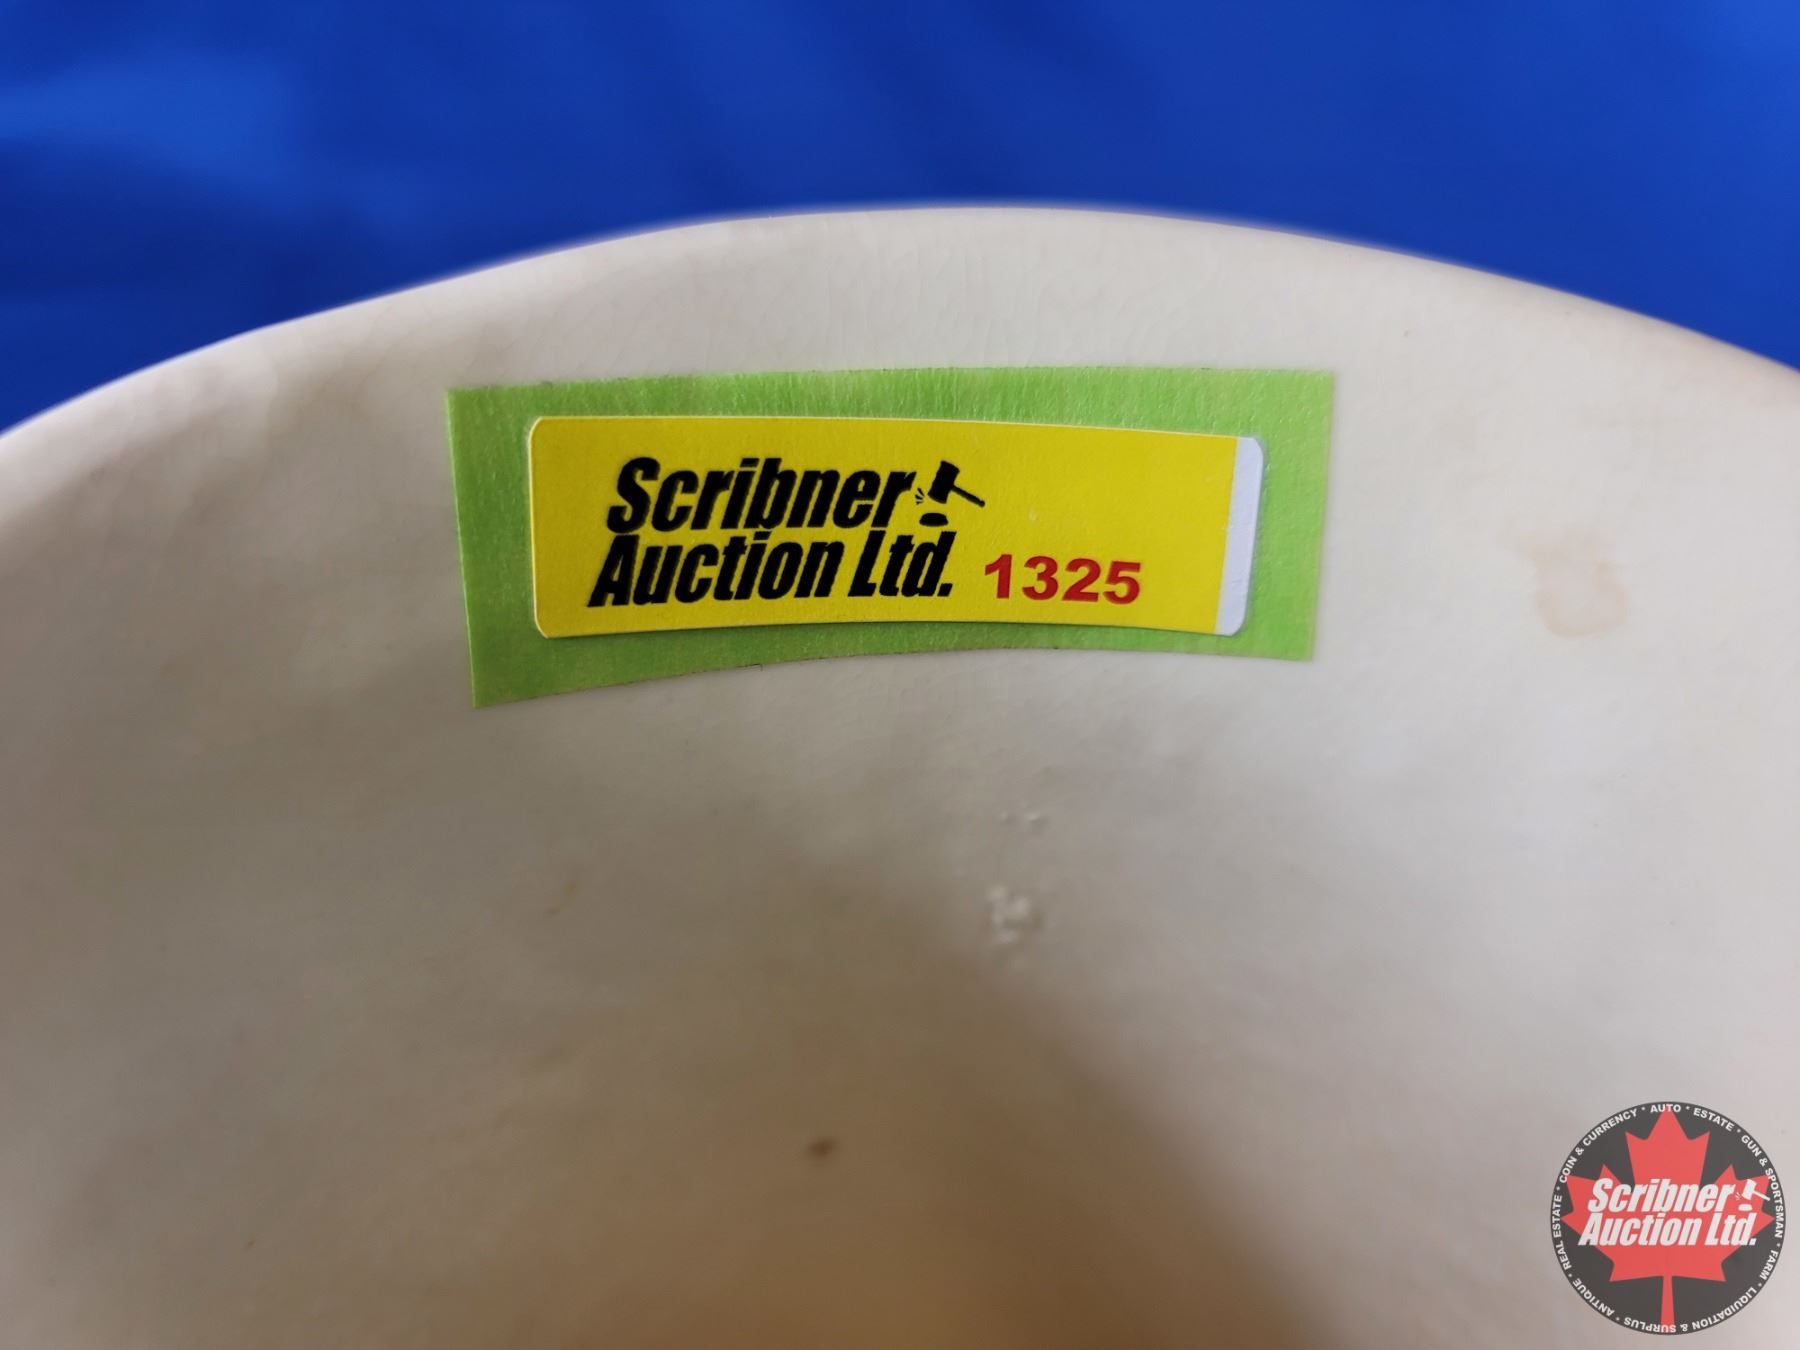 Scribner
Auction Ltd. 1325
COIN & CURRENCY * AUTO * ESTATE * GUN & SPORTSMAN * FARM * LIQUIDATION & SURPLUS * ANTIQUE * REAL ESTATE *
Scribner
Auction Ltd.